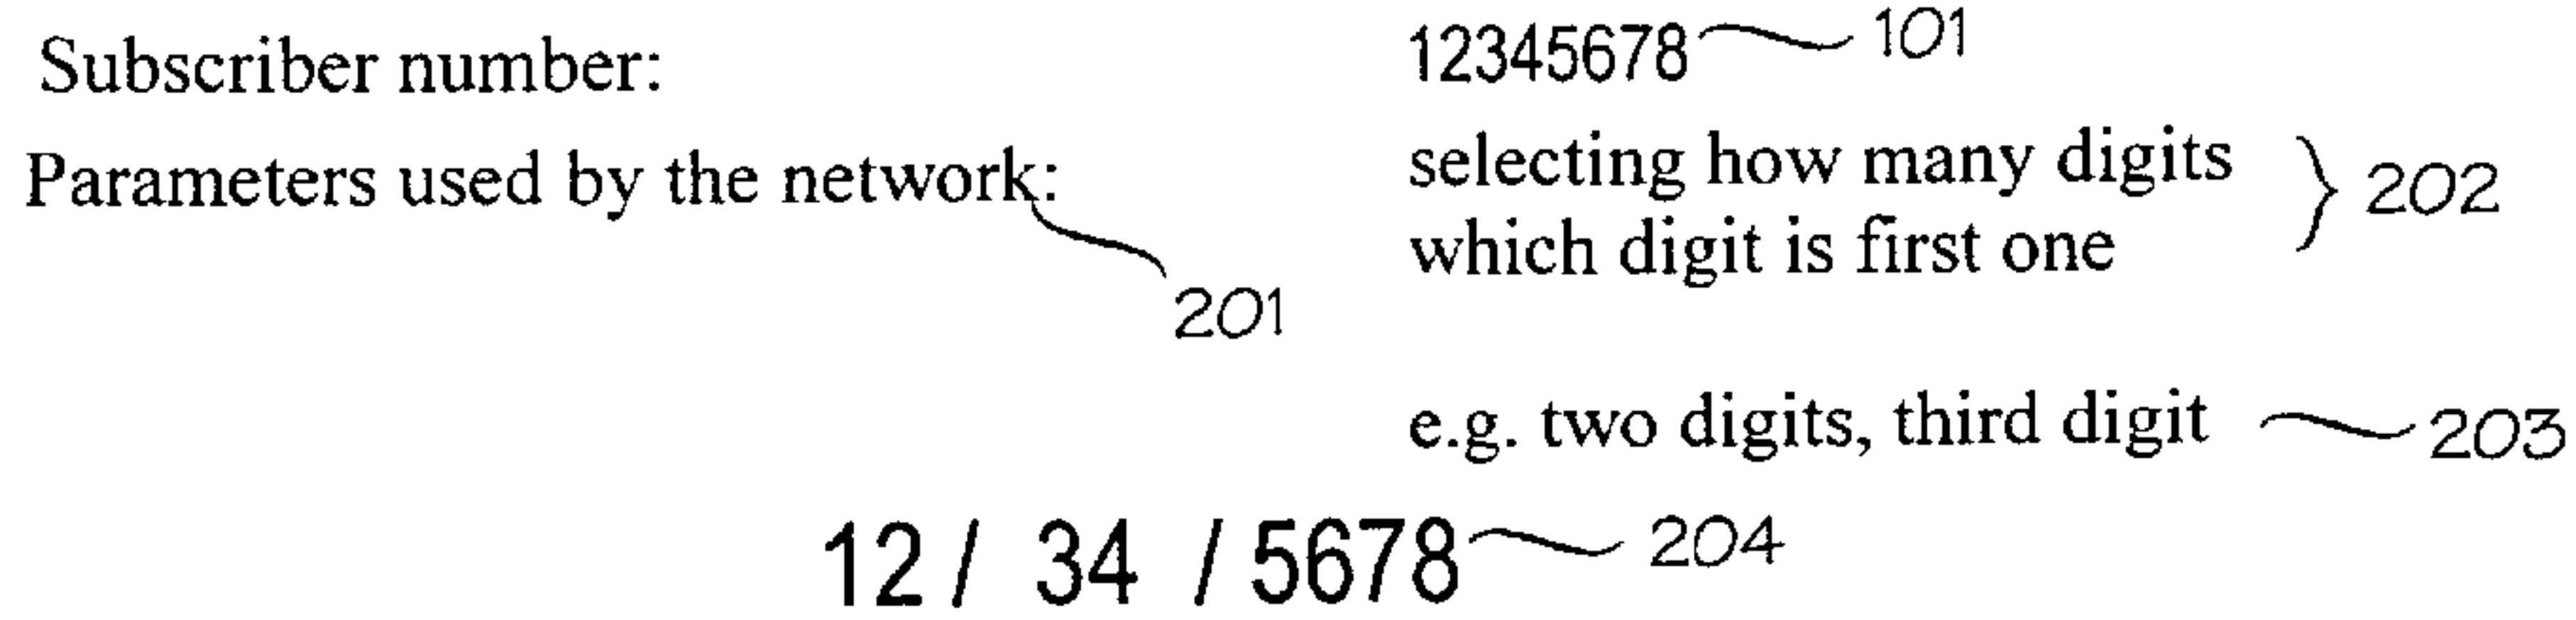 Subscriber number: 12345678 101
Parameters used by the network: selecting how many digits
which digit is first one
202
201
e.g. two digits, third digit 203
12 / 34 / 5678 204